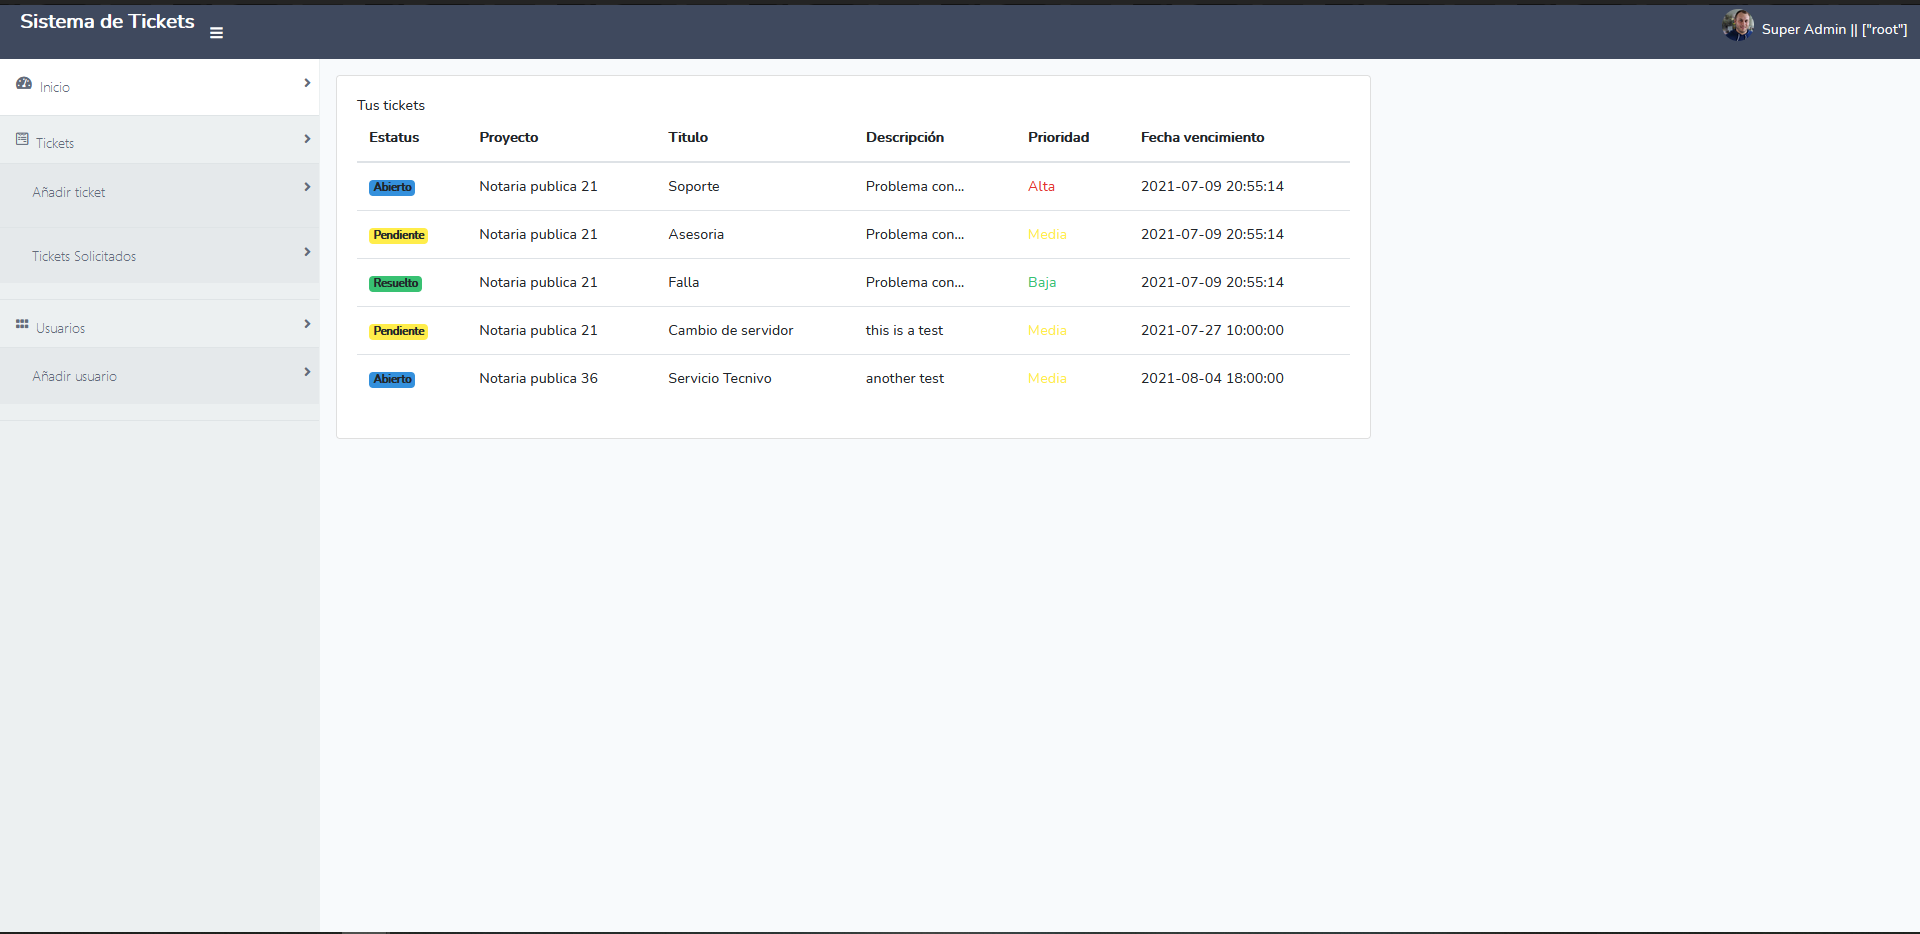 Sistema de Tickets
Super Admin || ["root"]
Inicio
Tickets
Añadir ticket
Tickets Solicitados
Usuarios
Añadir usuario
Tus tickets
Estatus Proyecto Titulo Descripción Prioridad Fecha vencimiento
Abierto Notaria publica 21 Soporte Problema con... Alta 2021-07-09 20:55:14
Pendiente Notaria publica 21 Asesoria Problema con... Media 2021-07-09 20:55:14
Resuelto Notaria publica 21 Falla Problema con... Baja 2021-07-09 20:55:14
Pendiente Notaria publica 21 Cambio de servidor this is a test Media 2021-07-27 10:00:00
Abierto Notaria publica 36 Servicio Tecnivo another test Media 2021-08-04 18:00:00